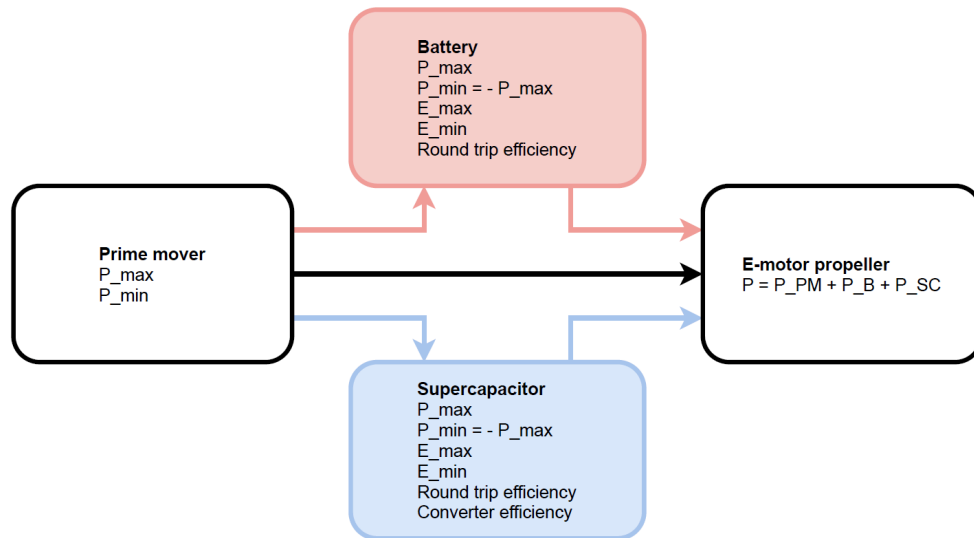 Battery
P_max
P_min = - P_max
E_max
E_min
Round trip efficiency
Prime mover
P_max
P_min
E-motor propeller
P = P_PM + P_B + P_SC
Supercapacitor
P_max
P_min = - P_max
E_max
E_min
Round trip efficiency
Converter efficiency